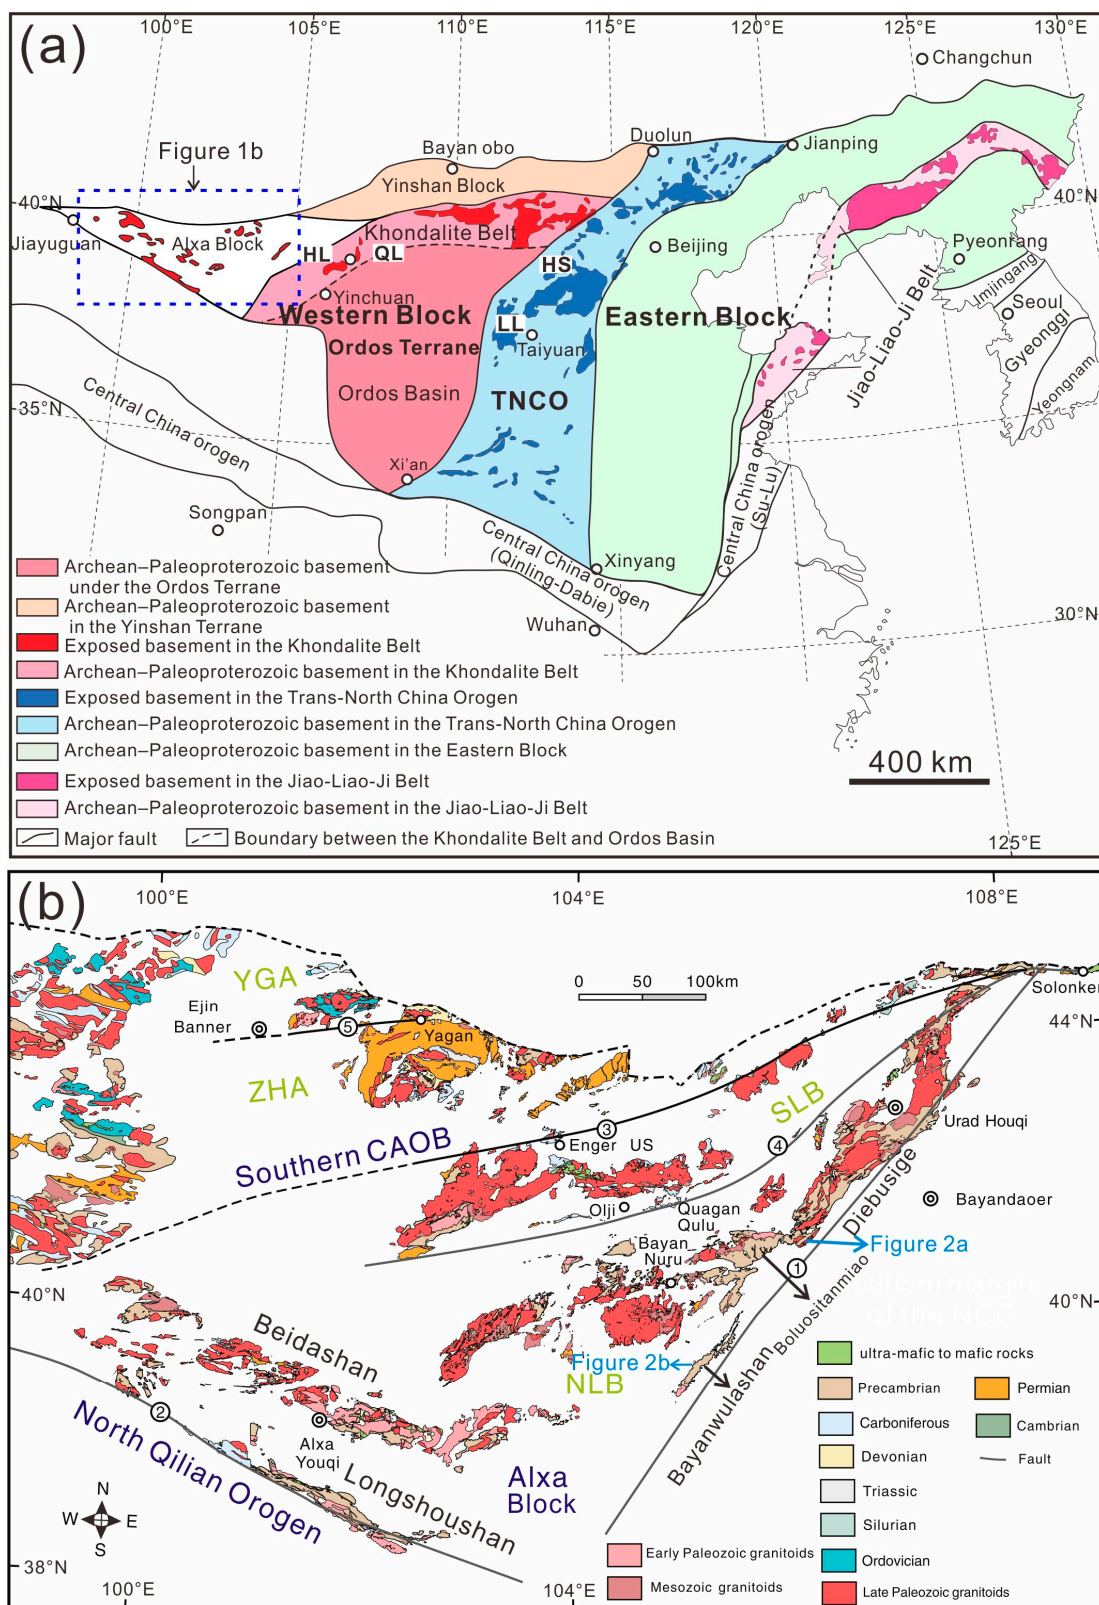 (a)
100°E
105°E
110°E
115°E
120°E
125°E
130°E
Changchun
Duolun
Jianping
Bayan obo
Figure 1b
Yinshan Block
40°N
40°N
Jiayuguan
Alxa Block
Khondalite Belt
HL
QL
HS
Beijing
Pyeonrang
Imjingang
Seoul
Gyeonggi
Yeongnam
Yinchuan
Western Block
Eastern Block
LL
Taiyuan
Ordos Terrane
Jiao-Liao-Ji Belt
Ordos Basin
TNCO
35°N
Central China orogen
Xi'an
Songpan
Central China orogen
(Su-Lu)
Central China orogen
(Qinling-Dabie)
Xinyang
Wuhan
30°N
Archean–Paleoproterozoic basement
under the Ordos Terrane
Archean–Paleoproterozoic basement
in the Yinshan Terrane
Exposed basement in the Khondalite Belt
Archean–Paleoproterozoic basement in the Khondalite Belt
Exposed basement in the Trans-North China Orogen
Archean–Paleoproterozoic basement in the Trans-North China Orogen
Archean–Paleoproterozoic basement in the Eastern Block
Exposed basement in the Jiao-Liao-Ji Belt
Archean–Paleoproterozoic basement in the Jiao-Liao-Ji Belt
Major fault
Boundary between the Khondalite Belt and Ordos Basin
400 km
125°E
(b)
100°E
104°E
108°E
YGA
0 50 100km
Solonker
Ejin
Banner
5
Yagan
44°N
ZHA
SLB
Southern CAOB
3
Enger US
4
Urad Houqi
Olji
Quagan
Qulu
Diebusige
Bayandaoer
Bayan
Nuru
Figure 2a
1
Boluositanmiao
40°N
northern margin
of the NCC
40°N
Beidashan
Figure 2b
NLB
Bayanwulashan
2
North Qilian Orogen
Alxa
Youqi
Longshoushan
Alxa
Block
N
W E
S
38°N
100°E
104°E
ultra-mafic to mafic rocks
Precambrian
Permian
Carboniferous
Cambrian
Devonian
Fault
Triassic
Silurian
Early Paleozoic granitoids
Ordovician
Mesozoic granitoids
Late Paleozoic granitoids